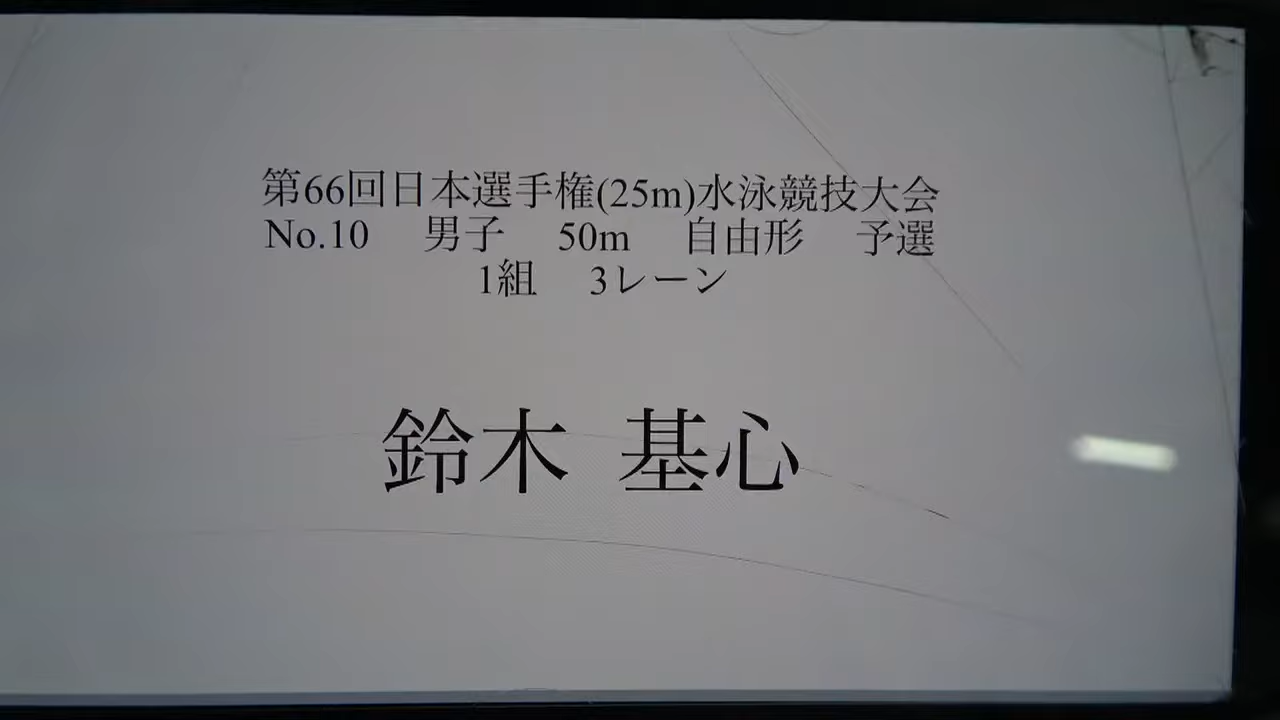 第66回日本選手権(25m)水泳競技大会
No.10 男子 50m 自由形 予選
1組 3レーン
鈴木 基心